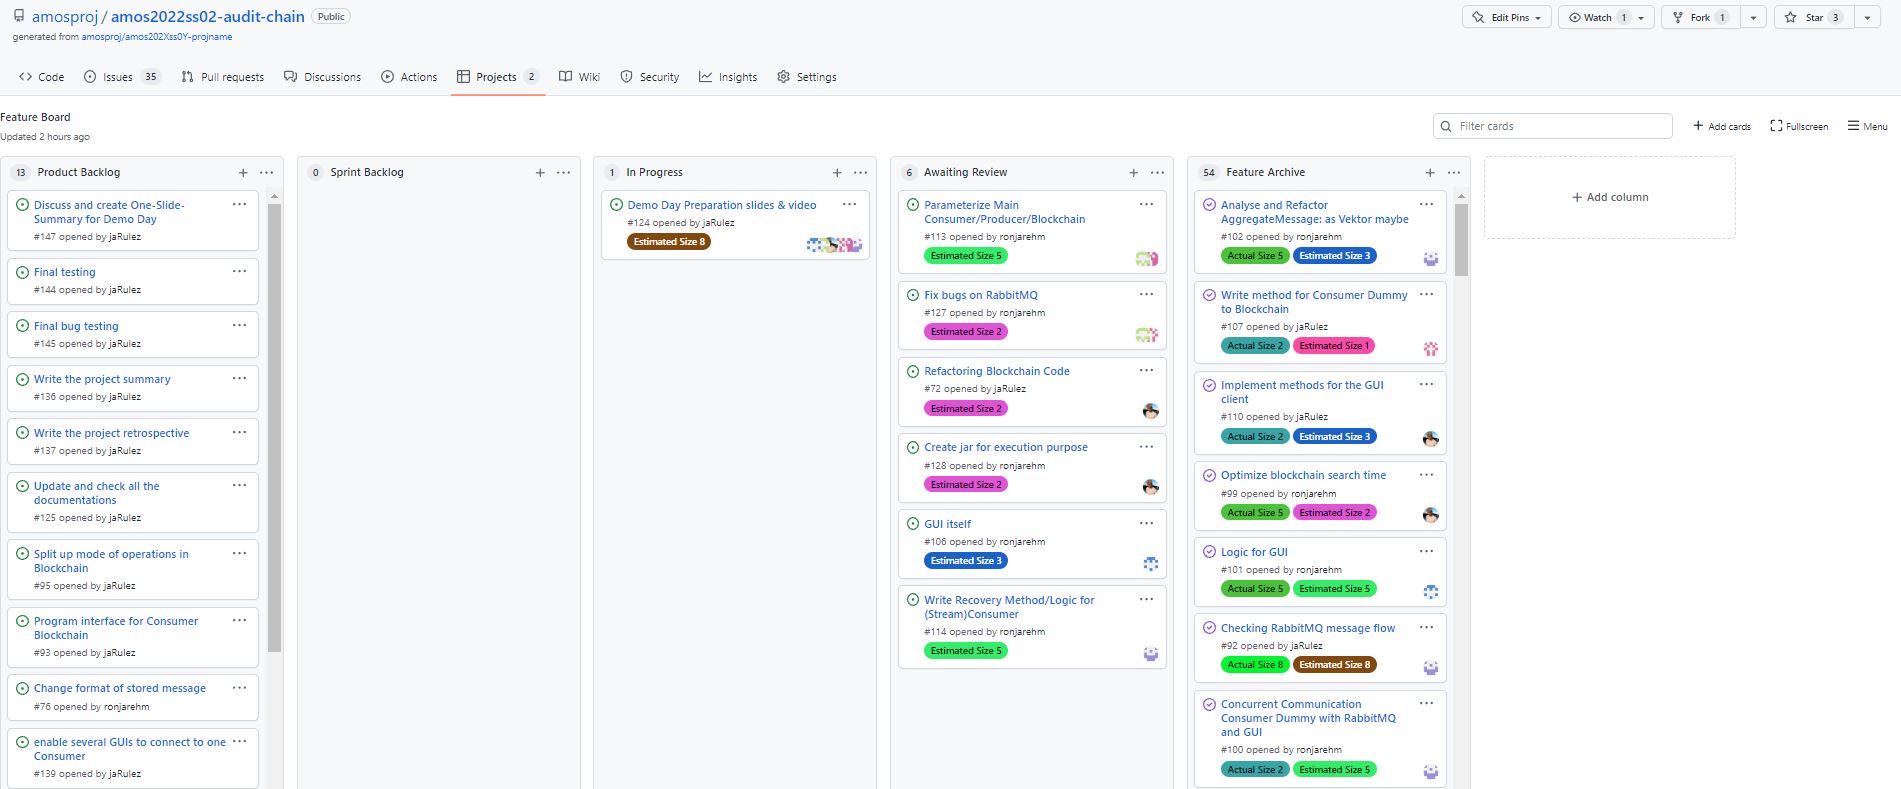 amosproj / amos2022ss02-audit-chain Public
Edit Pins Watch 1 Fork 1 Star 3
generated from amosproj/amos202Xss0Y-projname
Code Issues 35 Pull requests Discussions Actions Projects 2 Wiki Security Insights Settings
Feature Board
Updated 2 hours ago
Filter cards
Add cards Fullscreen Menu
13 Product Backlog
Discuss and create One-Slide-
Summary for Demo Day
#147 opened by jaRulez
Final testing
#144 opened by jaRulez
Final bug testing
#145 opened by jaRulez
Write the project summary
#136 opened by jaRulez
Write the project retrospective
#137 opened by jaRulez
Update and check all the
documentations
#125 opened by jaRulez
Split up mode of operations in
Blockchain
#95 opened by jaRulez
Program interface for Consumer
Blockchain
#93 opened by jaRulez
Change format of stored message
#76 opened by ronjarehm
enable several GUIs to connect to one
Consumer
#139 opened by jaRulez
0 Sprint Backlog
1 In Progress
Demo Day Preparation slides & video
#124 opened by jaRulez
Estimated Size 8
6 Awaiting Review
Parameterize Main
Consumer/Producer/Blockchain
#113 opened by ronjarehm
Estimated Size 5
Fix bugs on RabbitMQ
#127 opened by ronjarehm
Estimated Size 2
Refactoring Blockchain Code
#72 opened by jaRulez
Estimated Size 2
Create jar for execution purpose
#128 opened by ronjarehm
Estimated Size 2
GUI itself
#106 opened by ronjarehm
Estimated Size 3
Write Recovery Method/Logic for
(Stream)Consumer
#114 opened by ronjarehm
Estimated Size 5
54 Feature Archive
Analyse and Refactor
AggregateMessage: as Vektor maybe
#102 opened by ronjarehm
Actual Size 5 Estimated Size 3
Write method for Consumer Dummy
to Blockchain
#107 opened by jaRulez
Actual Size 2 Estimated Size 1
Implement methods for the GUI
client
#110 opened by jaRulez
Actual Size 2 Estimated Size 3
Optimize blockchain search time
#99 opened by ronjarehm
Actual Size 5 Estimated Size 2
Logic for GUI
#101 opened by ronjarehm
Actual Size 5 Estimated Size 5
Checking RabbitMQ message flow
#92 opened by jaRulez
Actual Size 8 Estimated Size 8
Concurrent Communication
Consumer Dummy with RabbitMQ
and GUI
#100 opened by ronjarehm
Actual Size 2 Estimated Size 5
Add column